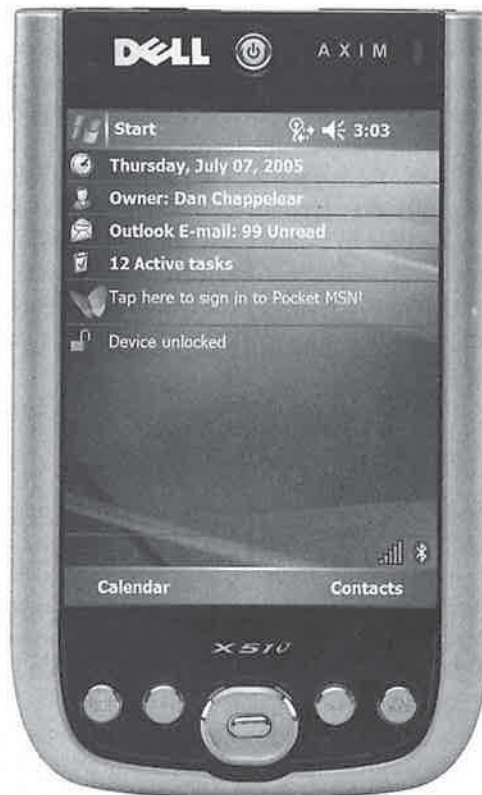 DELL AXIM
Start 3:03
Thursday, July 07, 2005
Owner: Dan Chappelear
Outlook E-mail: 99 Unread
12 Active tasks
Tap here to sign in to Pocket MSN!
Device unlocked
Calendar Contacts